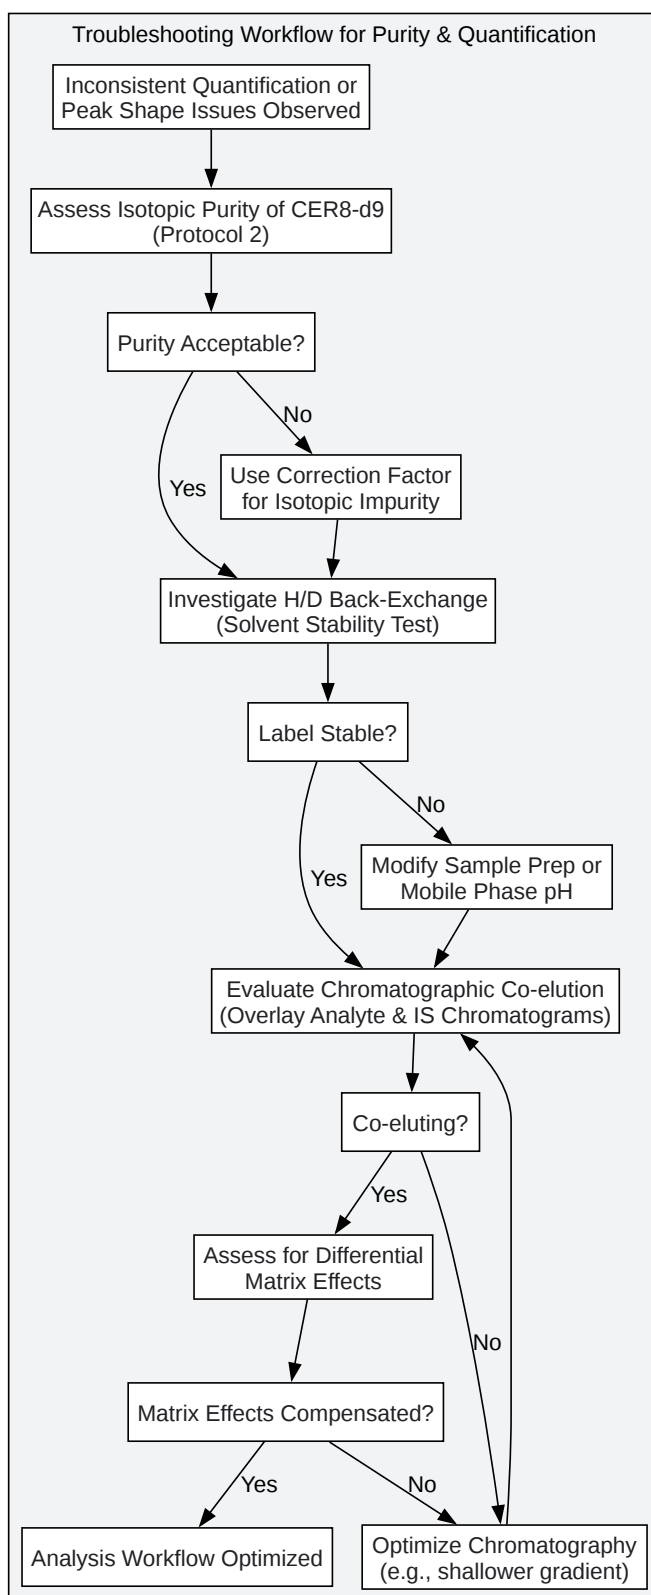 Troubleshooting Workflow for Purity & Quantification
Inconsistent Quantification or
Peak Shape Issues Observed
Assess Isotopic Purity of CER8-d9
(Protocol 2)
Purity Acceptable?
No
Yes
Use Correction Factor
for Isotopic Impurity
Investigate H/D Back-Exchange
(Solvent Stability Test)
Label Stable?
No
Yes
Modify Sample Prep or
Mobile Phase pH
Evaluate Chromatographic Co-elution
(Overlay Analyte & IS Chromatograms)
Co-eluting?
Yes
Assess for Differential
Matrix Effects
No
Matrix Effects Compensated?
Yes
No
Analysis Workflow Optimized
Optimize Chromatography
(e.g., shallower gradient)